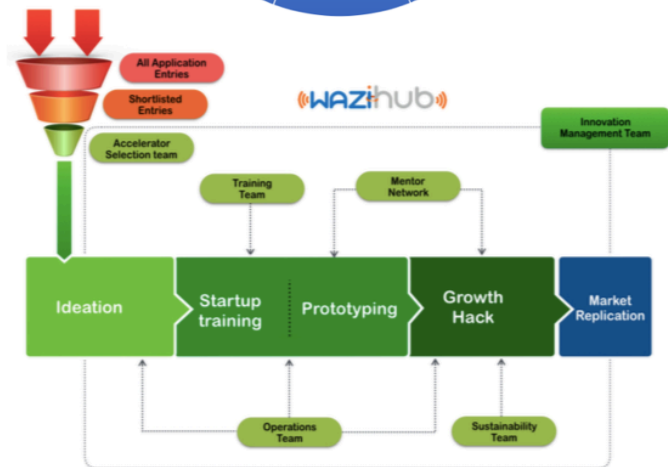 All Application
Entries
Shortlisted
Entries
WAZIHUB
Innovation
Management Team
Accelerator
Selection team
Training
Team
Mentor
Network
Ideation
Startup
training
Prototyping
Growth
Hack
Market
Replication
Operations
Team
Sustainability
Team